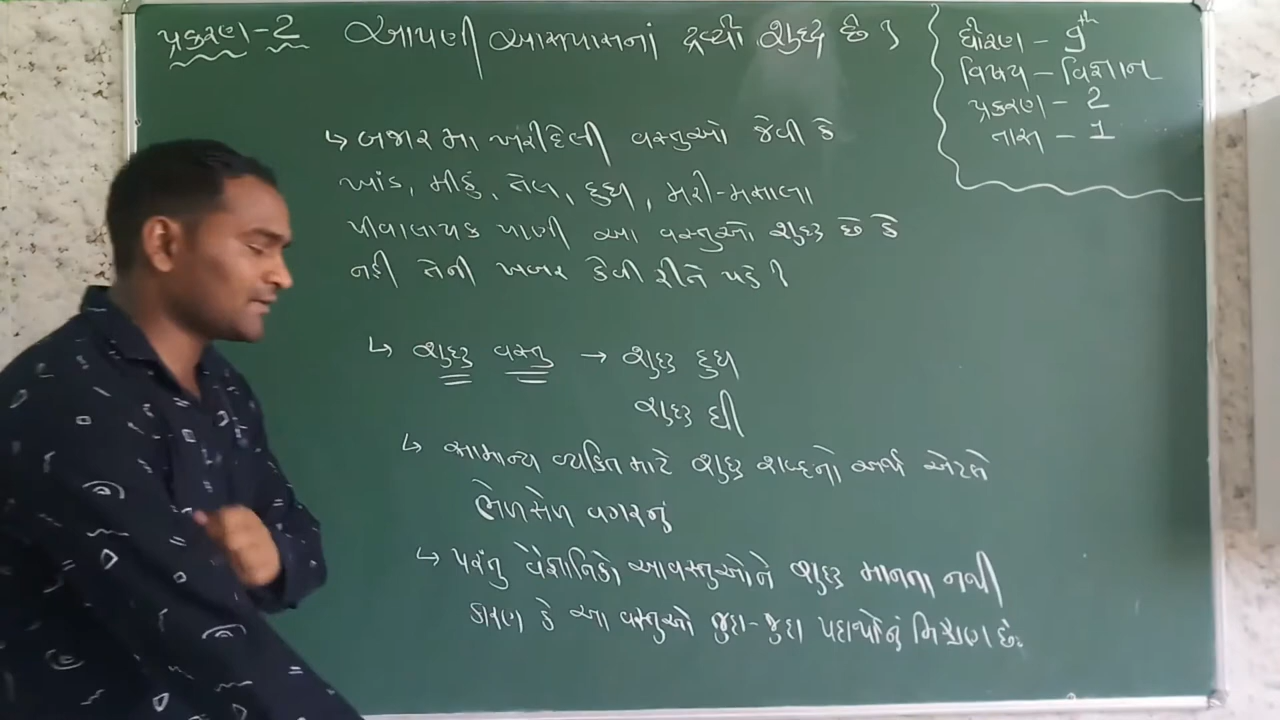 પ્રકરણ-2 આપણી આસપાસનાં દ્રવ્યો શુદ્ધ છે ?
ધોરણ - 9th
વિષય - વિજ્ઞાન
પ્રકરણ - 2
તાસ - 1
↳ બજાર મા ખરીદેલી વસ્તુઓ જેવી કે
ખાંડ, મીઠું, તેલ, દુધ, મરી-મસાલા
પીવાલાયક પાણી આ વસ્તુઓ શુદ્ધ છે કે
નહી તેની ખબર કેવી રીતે પડે ?
↳ શુદ્ધ વસ્તુ → શુદ્ધ દુધ
શુદ્ધ ઘી
↳ સામાન્ય વ્યકિત માટે શુદ્ધ શબ્દનો અર્થ એટલે
ભેળસેળ વગરનું
↳ પરંતુ વૈજ્ઞાનિકો આ વસ્તુઓને શુદ્ધ માનતા નથી
કારણ કે આ વસ્તુઓ જુદા-જુદા પદાર્થોનું મિશ્રણ છે.